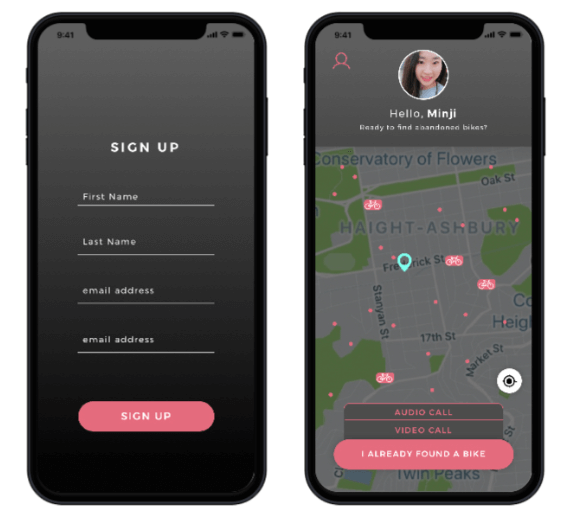 9:41
SIGN UP
First Name
Last Name
email address
email address
SIGN UP
9:41
Hello, Minji
Ready to find abandoned bikes?
Conservatory of Flowers
Oak St
HAIGHT-ASHBURY
Frederick St
Stanyan St
17th St
Market St
AUDIO CALL
VIDEO CALL
I ALREADY FOUND A BIKE
Twin Peaks